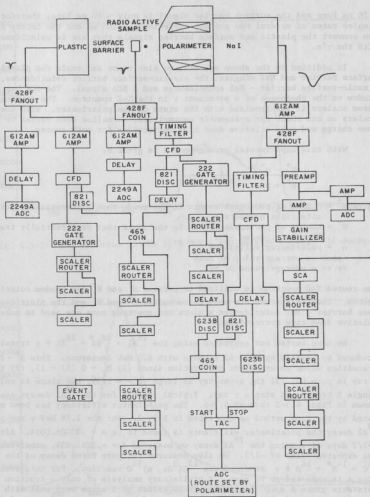 RADIO ACTIVE
SAMPLE
PLASTIC
SURFACE
BARRIER
POLARIMETER
Na I
428F
FANOUT
428F
FANOUT
612AM
AMP
612AM
AMP
612AM
AMP
612AM
AMP
TIMING
FILTER
428F
FANOUT
DELAY
CFD
DELAY
CFD
TIMING
FILTER
PREAMP
821
DISC
821
DISC
222
GATE
GENERATOR
AMP
AMP
ADC
2249A
ADC
2249A
ADC
DELAY
222
GATE
GENERATOR
465
COIN
SCALER
ROUTER
CFD
GAIN
STABILIZER
SCALER
ROUTER
SCALER
SCALER
SCALER
SCALER
SCALER
ROUTER
SCALER
SCALER
DELAY
DELAY
SCA
SCALER
ROUTER
SCALER
SCALER
623B
DISC
821
DISC
623B
DISC
465
COIN
EVENT
GATE
SCALER
ROUTER
SCALER
SCALER
SCALER
ROUTER
SCALER
SCALER
START
STOP
TAC
ADC
(ROUTE SET BY
POLARIMETER)